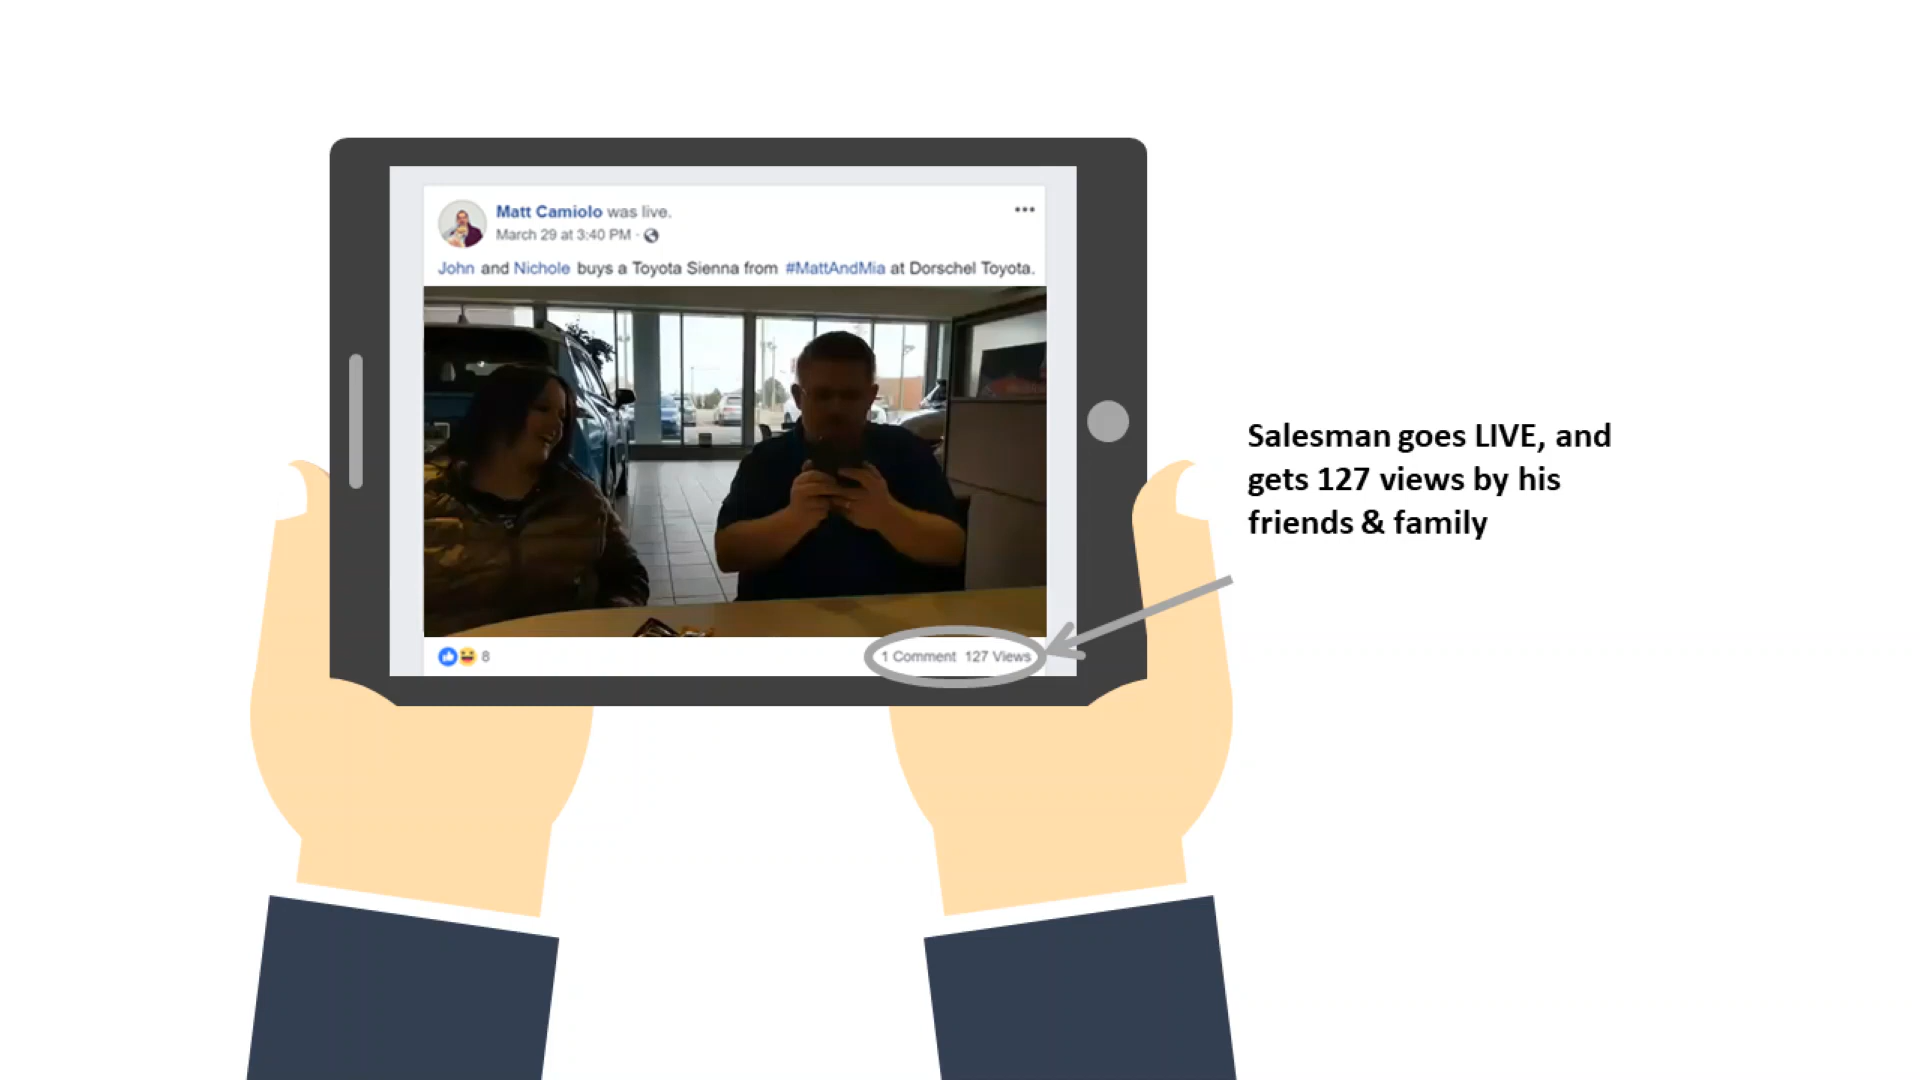 Matt Camiolo was live.
March 29 at 3:40 PM ·
John and Nichole buys a Toyota Sienna from #MattAndMia at Dorschel Toyota.
8
1 Comment 127 Views
Salesman goes LIVE, and
gets 127 views by his
friends & family